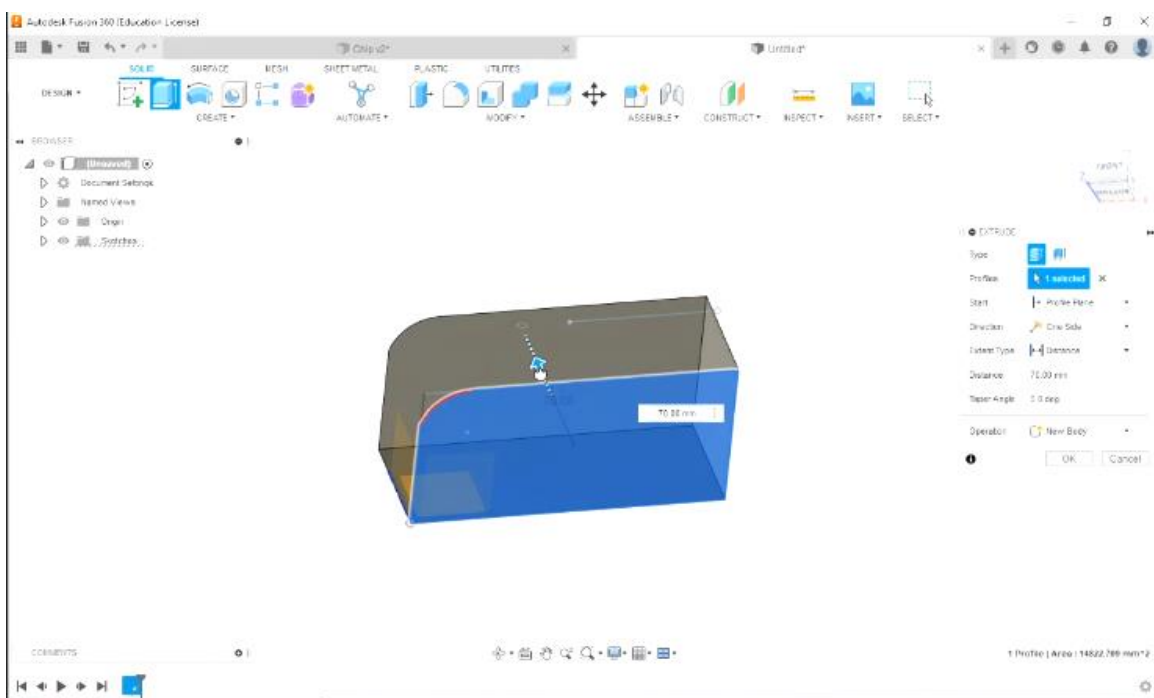 Autodesk Fusion 360 (Education License)
Chip v2*
Untitled*
SOLID SURFACE MESH SHEET METAL PLASTIC UTILITIES
DESIGN
CREATE AUTOMATE MODIFY ASSEMBLE CONSTRUCT INSPECT INSERT SELECT
BROWSER
(Unsaved)
Document Settings
Named Views
Origin
Sketches
FRONT
Z
EXTRUDE
Type
Profiles 1 selected
Start Profile Plane
Direction One Side
Extent Type Distance
Distance 70.00 mm
Taper Angle 0.0 deg
Operation New Body
OK Cancel
70.00 mm
COMMENTS
1 Profile | Area : 14822.789 mm^2